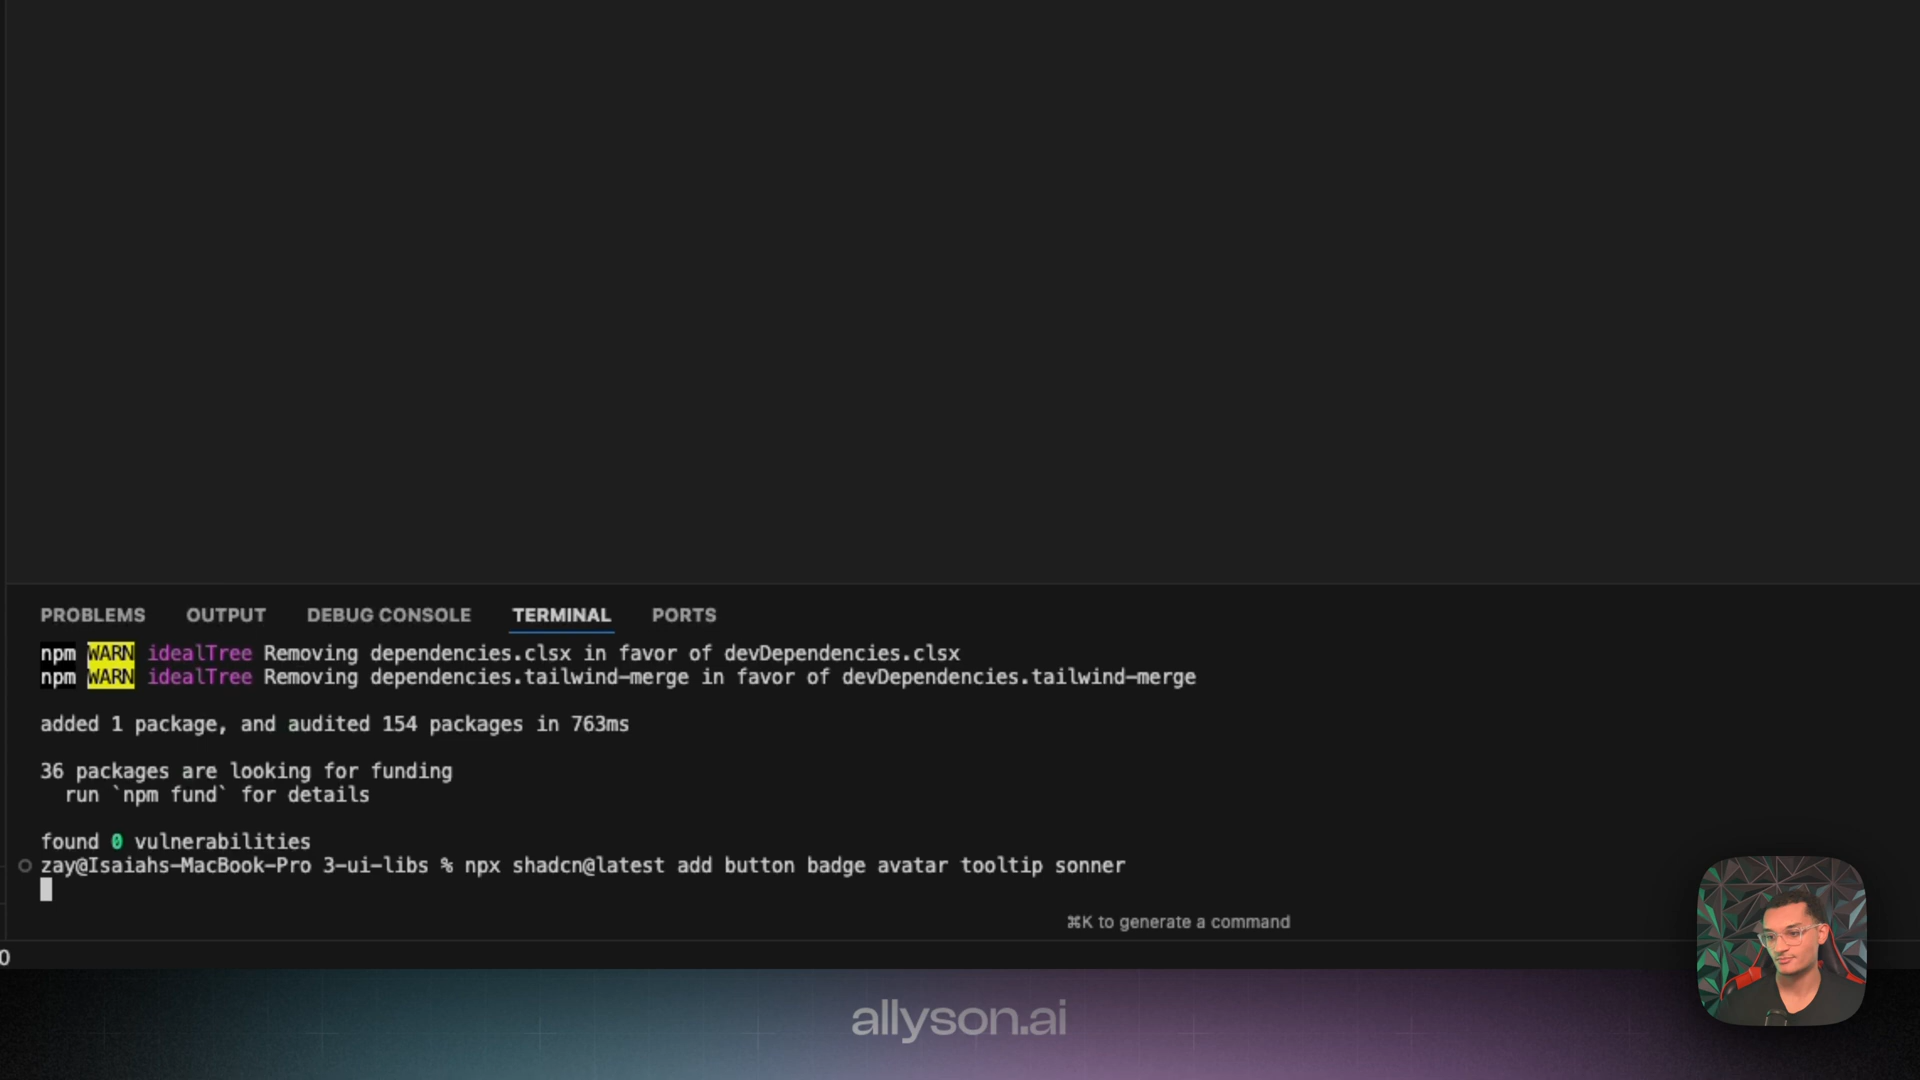 PROBLEMS OUTPUT DEBUG CONSOLE TERMINAL PORTS
npm WARN idealTree Removing dependencies.clsx in favor of devDependencies.clsx
npm WARN idealTree Removing dependencies.tailwind-merge in favor of devDependencies.tailwind-merge
added 1 package, and audited 154 packages in 763ms
36 packages are looking for funding
run `npm fund` for details
found 0 vulnerabilities
zay@Isaiahs-MacBook-Pro 3-ui-libs % npx shadcn@latest add button badge avatar tooltip sonner
⌘K to generate a command
0
allyson.ai